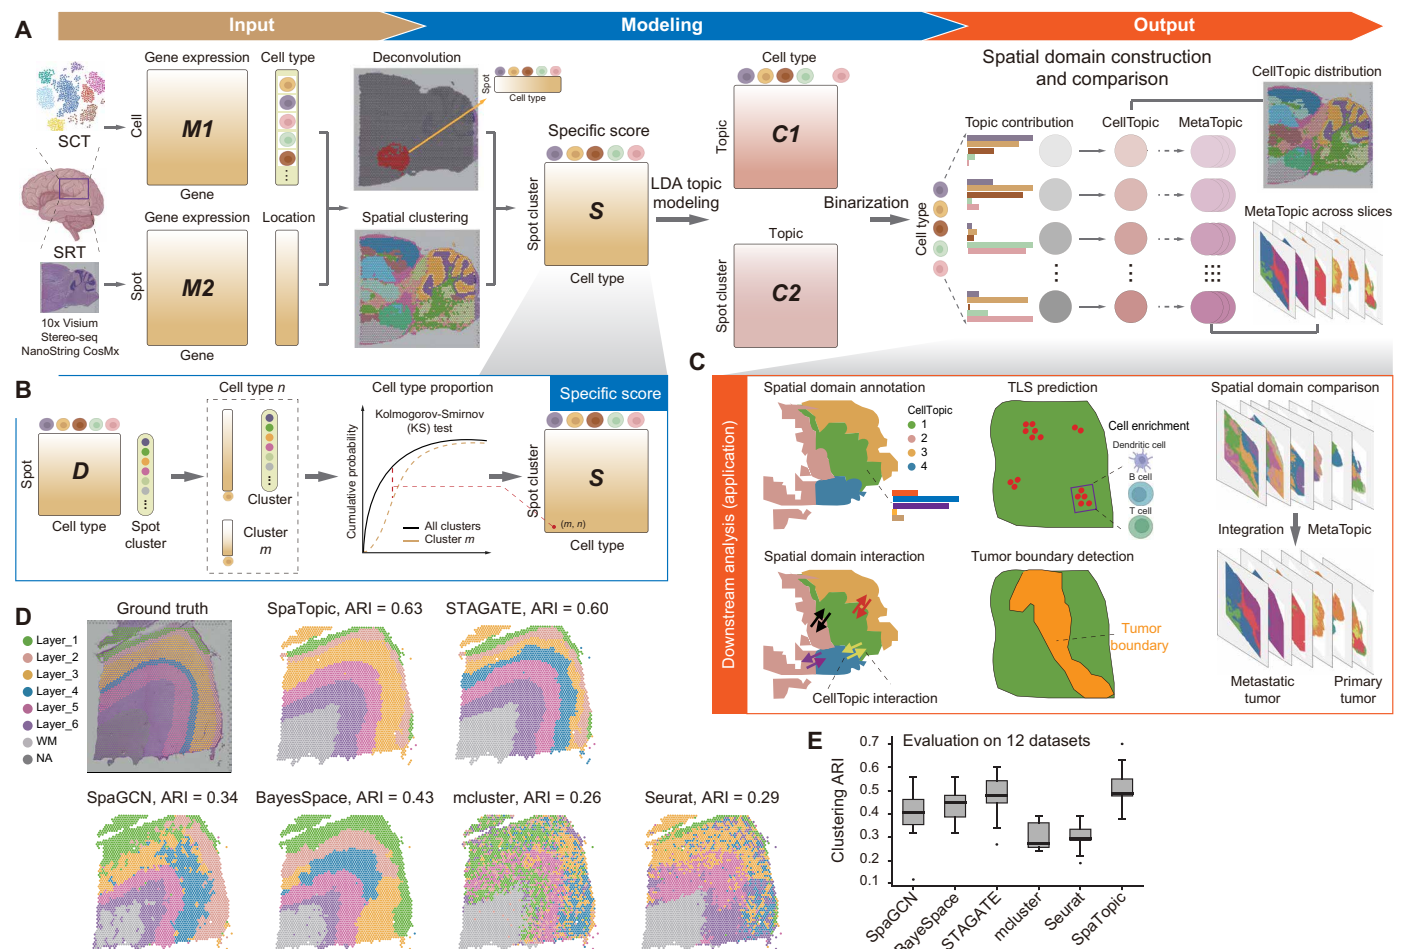 A
Input
Modeling
Output
Gene expression
Cell type
Deconvolution
Cell
M1
Gene
SCT
Spot
Cell type
Gene expression
Location
Spatial clustering
SRT
Spot
M2
Gene
10x Visium
Stereo-seq
NanoString CosMx
Specific score
Spot cluster
S
Cell type
LDA topic
modeling
Cell type
Topic
C1
Topic
Spot cluster
C2
Binarization
Spatial domain construction
and comparison
Topic contribution
CellTopic
MetaTopic
Cell type
CellTopic distribution
MetaTopic across slices
B
Spot
D
Cell type
Spot
cluster
Cell type n
Cluster
Cluster
m
Cell type proportion
Kolmogorov-Smirnov
(KS) test
Cumulative probability
All clusters
Cluster m
Specific score
Spot cluster
S
(m, n)
Cell type
C
Downstream analysis (application)
Spatial domain annotation
CellTopic
1
2
3
4
TLS prediction
Cell enrichment
Dendritic cell
B cell
T cell
Spatial domain comparison
Integration
MetaTopic
Metastatic
tumor
Primary
tumor
Spatial domain interaction
CellTopic interaction
Tumor boundary detection
Tumor
boundary
D
Ground truth
Layer_1
Layer_2
Layer_3
Layer_4
Layer_5
Layer_6
WM
NA
SpaTopic, ARI = 0.63
STAGATE, ARI = 0.60
SpaGCN, ARI = 0.34
BayesSpace, ARI = 0.43
mcluster, ARI = 0.26
Seurat, ARI = 0.29
E
Evaluation on 12 datasets
Clustering ARI
0.7
0.6
0.5
0.4
0.3
0.2
0.1
SpaGCN
BayeSpace
STAGATE
mcluster
Seurat
SpaTopic